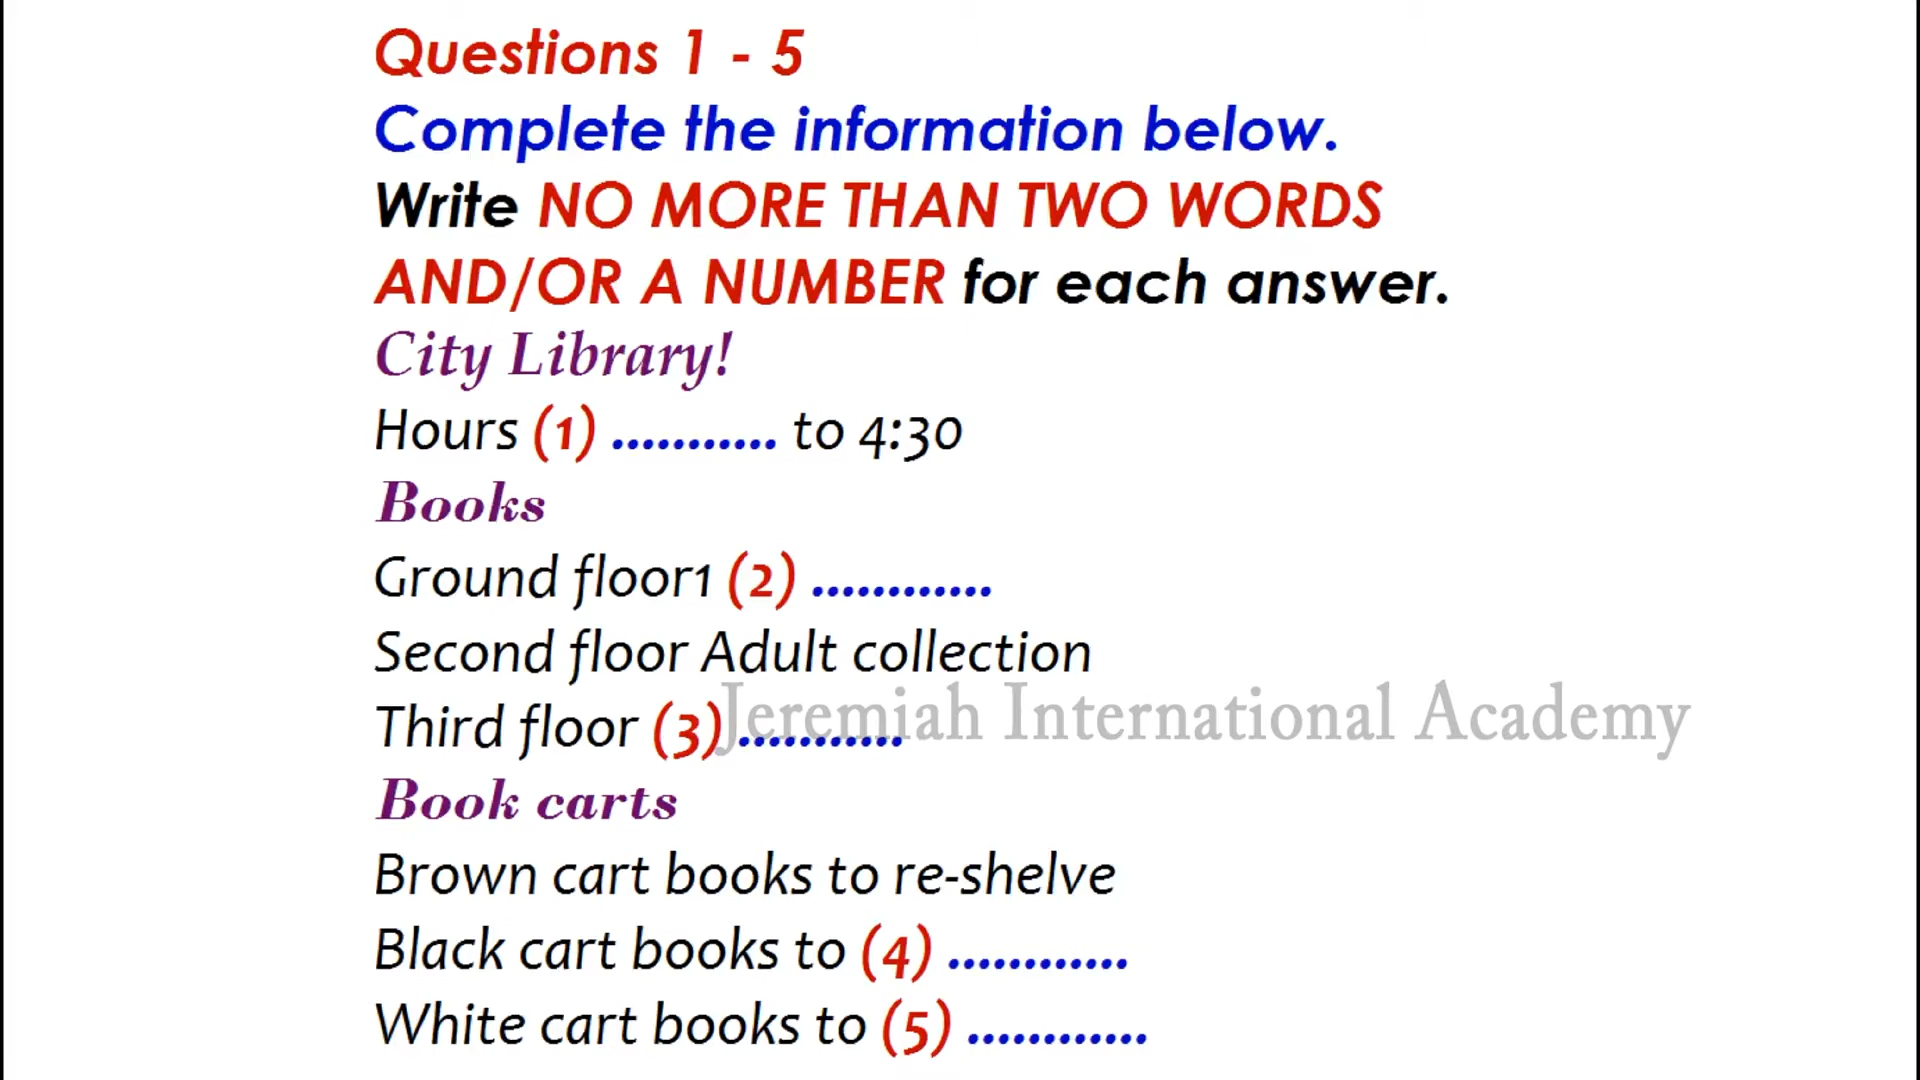 Questions 1 - 5
Complete the information below.
Write NO MORE THAN TWO WORDS
AND/OR A NUMBER for each answer.
City Library!
Hours (1) ........... to 4:30
Books
Ground floor1 (2) ............
Second floor Adult collection
Third floor (3) ...........
Jeremiah International Academy
Book carts
Brown cart books to re-shelve
Black cart books to (4) ............
White cart books to (5) ............